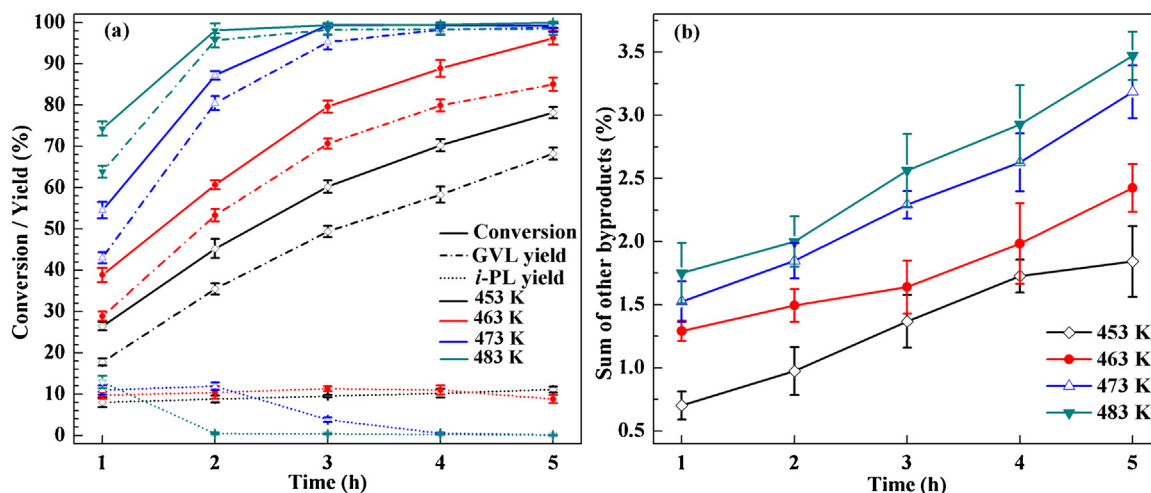 (a)
Conversion / Yield (%)
100
90
80
70
60
50
40
30
20
10
0
Conversion
GVL yield
i-PL yield
453 K
463 K
473 K
483 K
1 2 3 4 5
Time (h)
(b)
Sum of other byproducts (%)
3.5
3.0
2.5
2.0
1.5
1.0
0.5
453 K
463 K
473 K
483 K
1 2 3 4 5
Time (h)